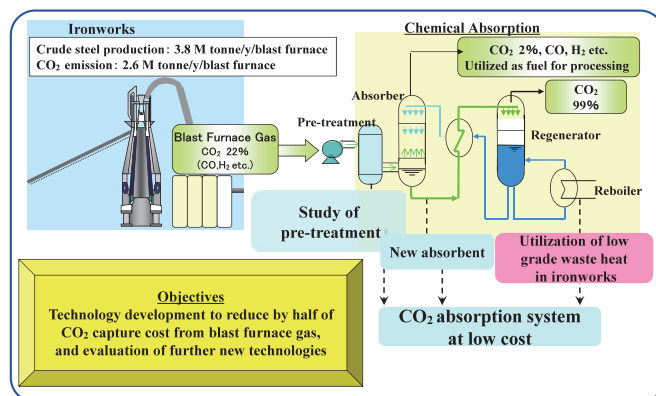 Ironworks
Crude steel production: 3.8 M tonne/y/blast furnace
CO₂ emission: 2.6 M tonne/y/blast furnace
Blast Furnace Gas
CO₂ 22%
(CO,H₂ etc.)
Pre-treatment
Chemical Absorption
CO₂ 2%, CO, H₂ etc.
Utilized as fuel for processing
Absorber
CO₂
99%
Regenerator
Reboiler
Study of
pre-treatment
New absorbent
Utilization of low
grade waste heat
in ironworks
Objectives
Technology development to reduce by half of
CO₂ capture cost from blast furnace gas,
and evaluation of further new technologies
CO₂ absorption system
at low cost